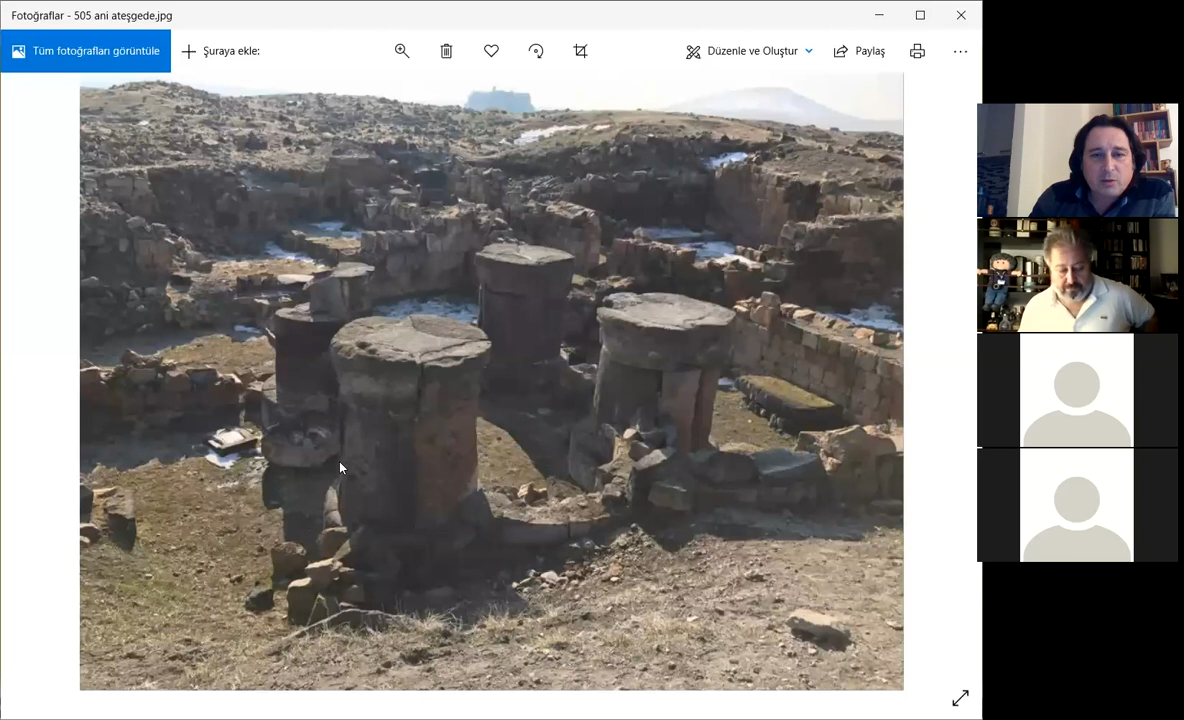 Fotoğraflar - 505 ani ateşgede.jpg
Tüm fotoğrafları görüntüle
Şuraya ekle:
Düzenle ve Oluştur
Paylaş